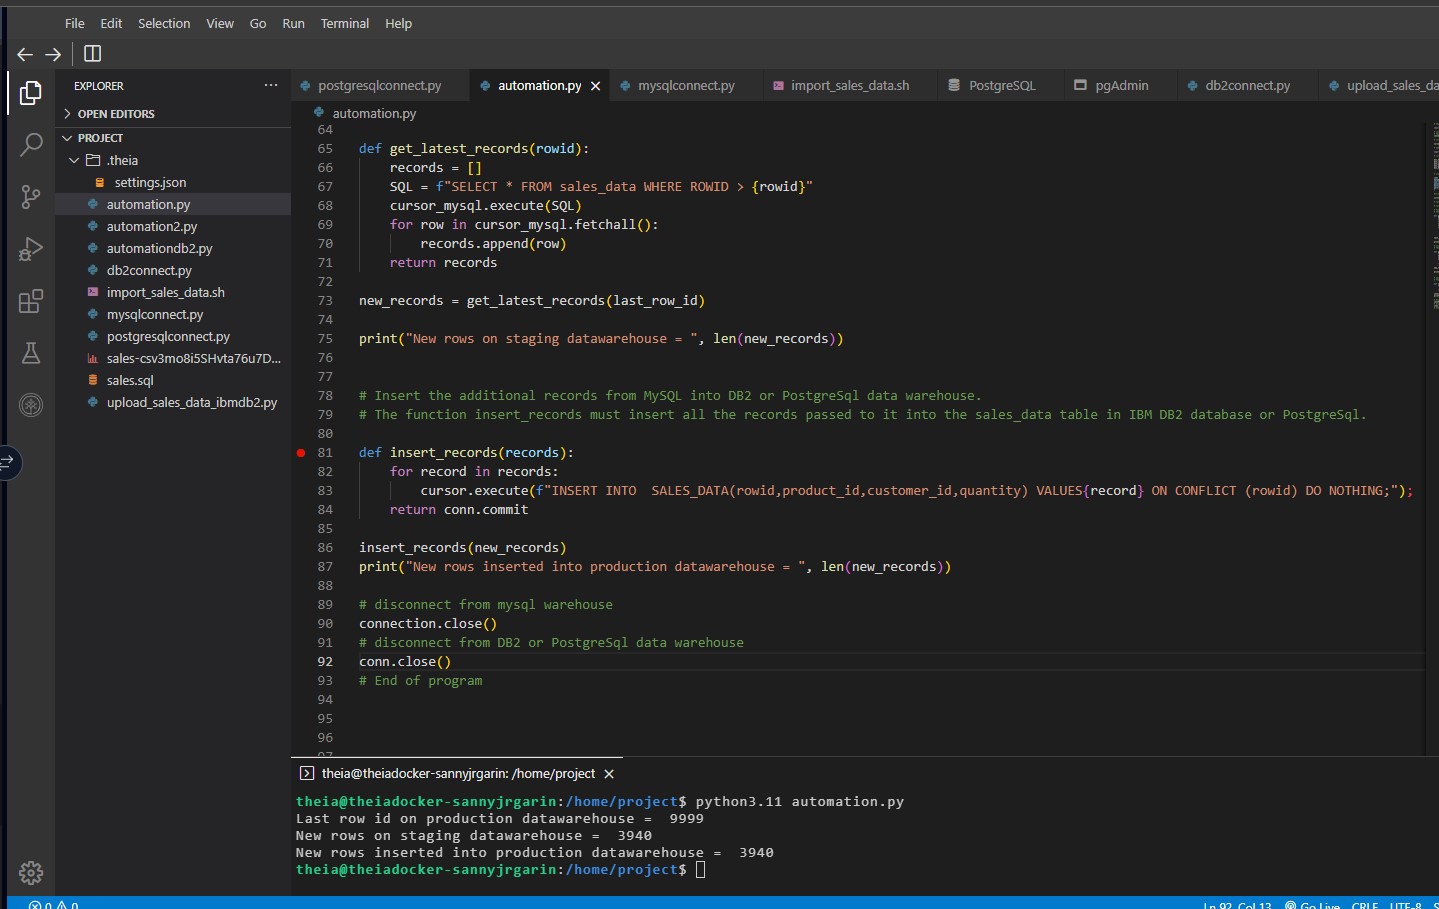 File Edit Selection View Go Run Terminal Help
EXPLORER ...
OPEN EDITORS
PROJECT
.theia
settings.json
automation.py
automation2.py
automationdb2.py
db2connect.py
import_sales_data.sh
mysqlconnect.py
postgresqlconnect.py
sales-csv3mo8i5SHvta76u7D...
sales.sql
upload_sales_data_ibmdb2.py
postgresqlconnect.py automation.py mysqlconnect.py import_sales_data.sh PostgreSQL pgAdmin db2connect.py upload_sales_da
automation.py
64
65 def get_latest_records(rowid):
66 records = []
67 SQL = f"SELECT * FROM sales_data WHERE ROWID > {rowid}"
68 cursor_mysql.execute(SQL)
69 for row in cursor_mysql.fetchall():
70 records.append(row)
71 return records
72
73 new_records = get_latest_records(last_row_id)
74
75 print("New rows on staging datawarehouse = ", len(new_records))
76
77
78 # Insert the additional records from MySQL into DB2 or PostgreSql data warehouse.
79 # The function insert_records must insert all the records passed to it into the sales_data table in IBM DB2 database or PostgreSql.
80
81 def insert_records(records):
82 for record in records:
83 cursor.execute(f"INSERT INTO  SALES_DATA(rowid,product_id,customer_id,quantity) VALUES{record} ON CONFLICT (rowid) DO NOTHING;");
84 return conn.commit
85
86 insert_records(new_records)
87 print("New rows inserted into production datawarehouse = ", len(new_records))
88
89 # disconnect from mysql warehouse
90 connection.close()
91 # disconnect from DB2 or PostgreSql data warehouse
92 conn.close()
93 # End of program
94
95
96
97
theia@theiadocker-sannyjrgarin: /home/project
theia@theiadocker-sannyjrgarin:/home/project$ python3.11 automation.py
Last row id on production datawarehouse =  9999
New rows on staging datawarehouse =  3940
New rows inserted into production datawarehouse =  3940
theia@theiadocker-sannyjrgarin:/home/project$
0 0 Ln 92, Col 13 Go Live CRLF UTF-8 S